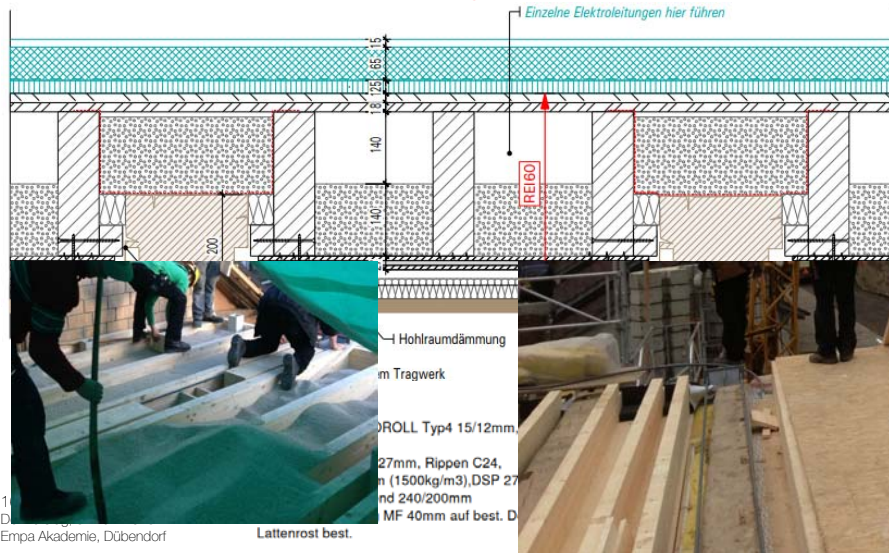 Einzelne Elektroleitungen hier führen
15
65
125
18
140
REI60
140
200
Hohlraumdämmung
m Tragwerk
ROLL Typ4 15/12mm,
27mm, Rippen C24,
(1500kg/m3),DSP 27
nd 240/200mm
MF 40mm auf best. D
Lattenrost best.
Empa Akademie, Dübendorf